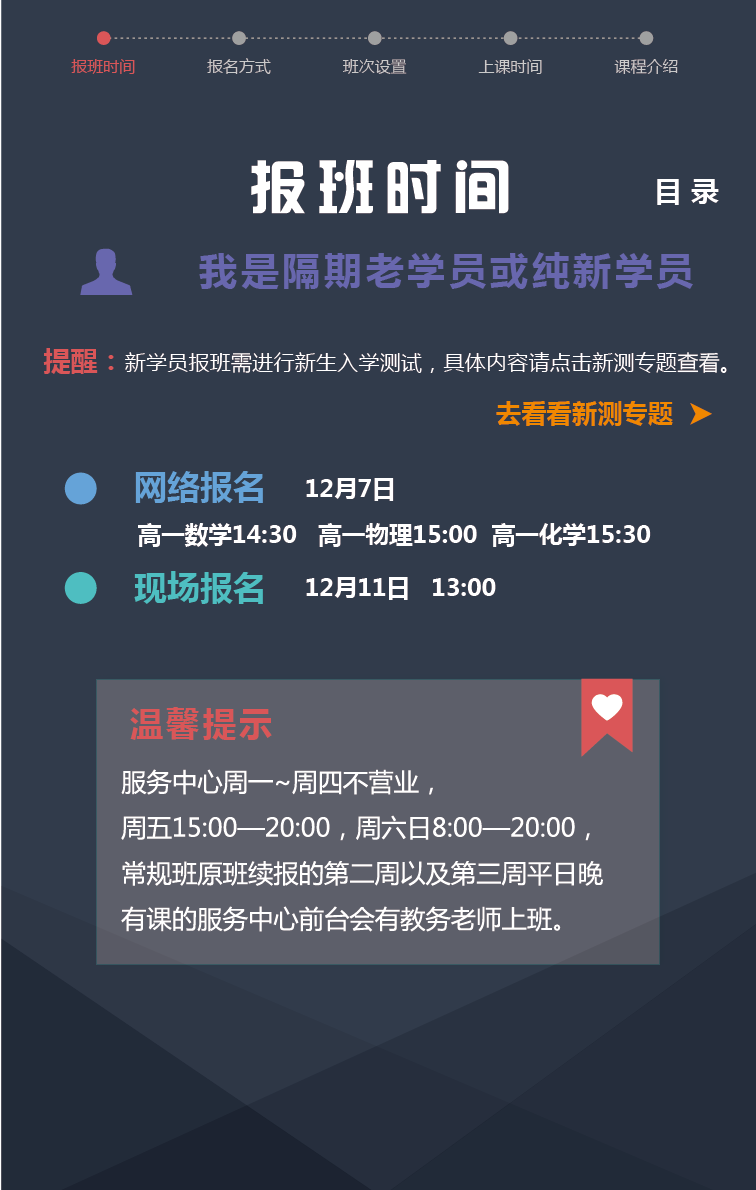 报班时间 报名方式 班次设置 上课时间 课程介绍
报班时间
目录
我是隔期老学员或纯新学员
提醒：新学员报班需进行新生入学测试，具体内容请点击新测专题查看。
去看看新测专题
网络报名 12月7日
高一数学14:30 高一物理15:00 高一化学15:30
现场报名 12月11日 13:00
温馨提示
服务中心周一~周四不营业，
周五15:00—20:00，周六日8:00—20:00，
常规班原班续报的第二周以及第三周平日晚
有课的服务中心前台会有教务老师上班。